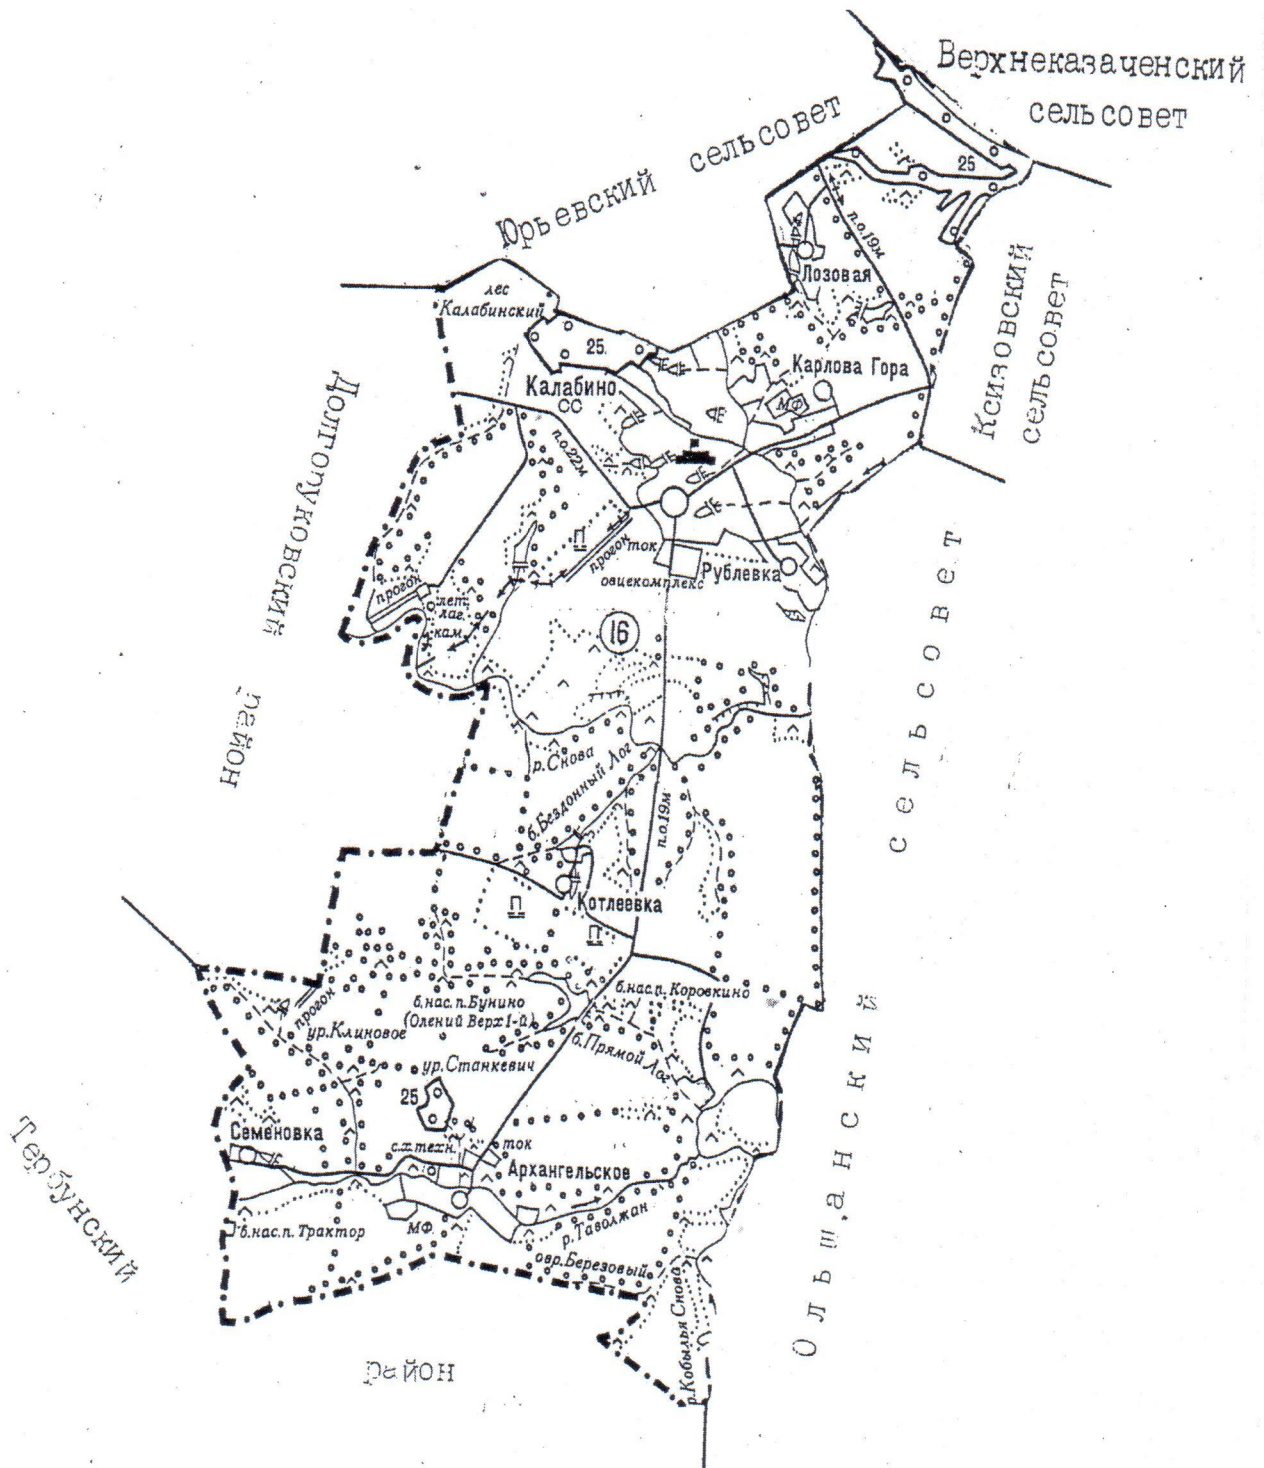 Верхнеказаченский
сельсовет
Юрьевский сельсовет
25
п.о.19м
Лозовая
Ксизовский
сельсовет
лес
Калабинский
25
Карлова Гора
Калабино
СС
МФ
Долгоруковский
район
п.о.22м
П
прогон
ток
овцекомплекс
Рублевка
прогон
лет.
лаг.
кам.
16
р.Снова
б.Бездонный Лог
п.о.19м
Котлеевка
П
П
Ольшанский сельсовет
прогон
ур.Клиновое
б.нас.п.Бунино
(Олений Верх 1-й)
б.нас.п.Коровкино
б.Прямой Лог
ур.Станкевич
25
Семеновка
с.х.техн.
ток
Архангельское
б.нас.п.Трактор
МФ
р.Таволжан
овр.Березовый
р.Кобылья Снова
Тербунский
район